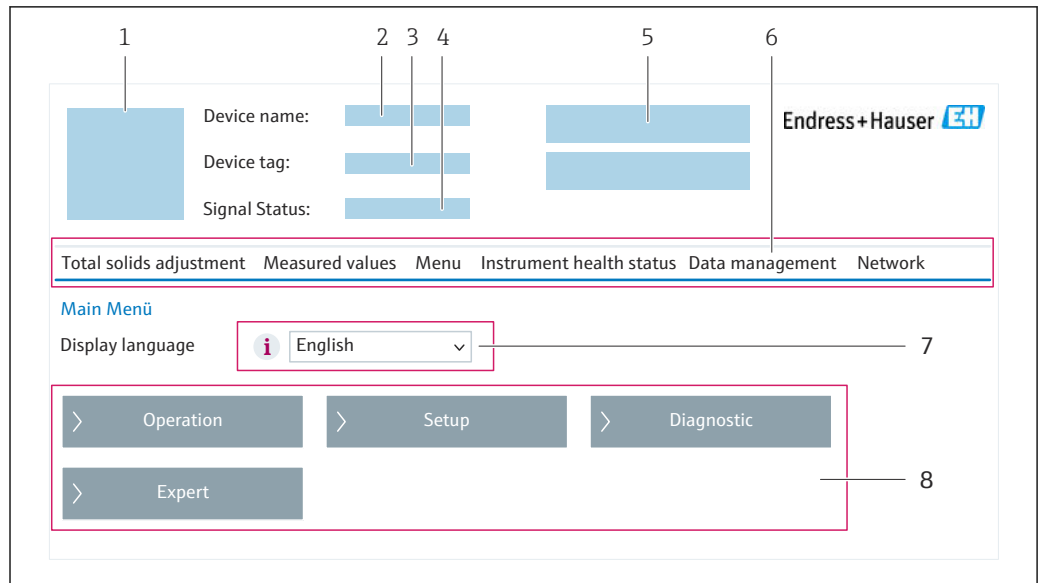 1 2 3 4 5 6
Device name:
Endress+Hauser EH
Device tag:
Signal Status:
Total solids adjustment Measured values Menu Instrument health status Data management Network
Main Menü
Display language i English 7
Operation Setup Diagnostic
Expert 8